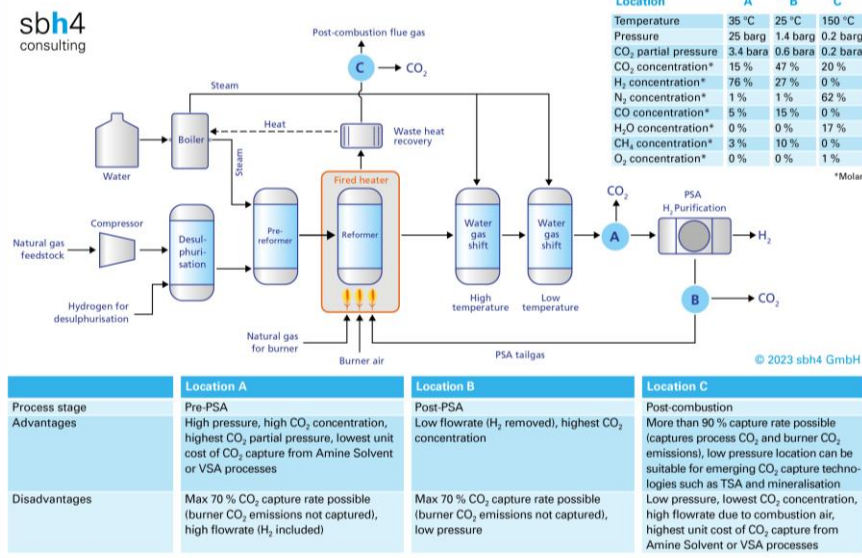 sbh4
consulting
Location A B C
Temperature 35 °C 25 °C 150 °C
Pressure 25 barg 1.4 barg 0.2 barg
CO₂ partial pressure 3.4 bara 0.6 bara 0.2 bara
CO₂ concentration* 15 % 47 % 20 %
H₂ concentration* 76 % 27 % 0 %
N₂ concentration* 1 % 1 % 62 %
CO concentration* 5 % 15 % 0 %
H₂O concentration* 0 % 0 % 17 %
CH₄ concentration* 3 % 10 % 0 %
O₂ concentration* 0 % 0 % 1 %
*Molar
Post-combustion flue gas
C
CO₂
Steam
Water
Boiler
Heat
Waste heat
recovery
Steam
Fired heater
Natural gas
feedstock
Compressor
Desul-
phuri-
sation
Hydrogen for
desulphurisation
Pre-
reformer
Reformer
Natural gas
for burner
Burner air
Water
gas
shift
High
temperature
Water
gas
shift
Low
temperature
CO₂
A
PSA
H₂ Purification
H₂
B
CO₂
PSA tailgas
© 2023 sbh4 GmbH
Location A Location B Location C
Process stage Pre-PSA Post-PSA Post-combustion
Advantages
High pressure, high CO₂ concentration,
highest CO₂ partial pressure, lowest unit
cost of CO₂ capture from Amine Solvent
or VSA processes
Low flowrate (H₂ removed), highest CO₂
concentration
More than 90 % capture rate possible
(captures process CO₂ and burner CO₂
emissions), low pressure location can be
suitable for emerging CO₂ capture techno-
logies such as TSA and mineralisation
Disadvantages
Max 70 % CO₂ capture rate possible
(burner CO₂ emissions not captured),
high flowrate (H₂ included)
Max 70 % CO₂ capture rate possible
(burner CO₂ emissions not captured),
low pressure
Low pressure, lowest CO₂ concentration,
high flowrate due to combustion air,
highest unit cost of CO₂ capture from
Amine Solvent or VSA processes